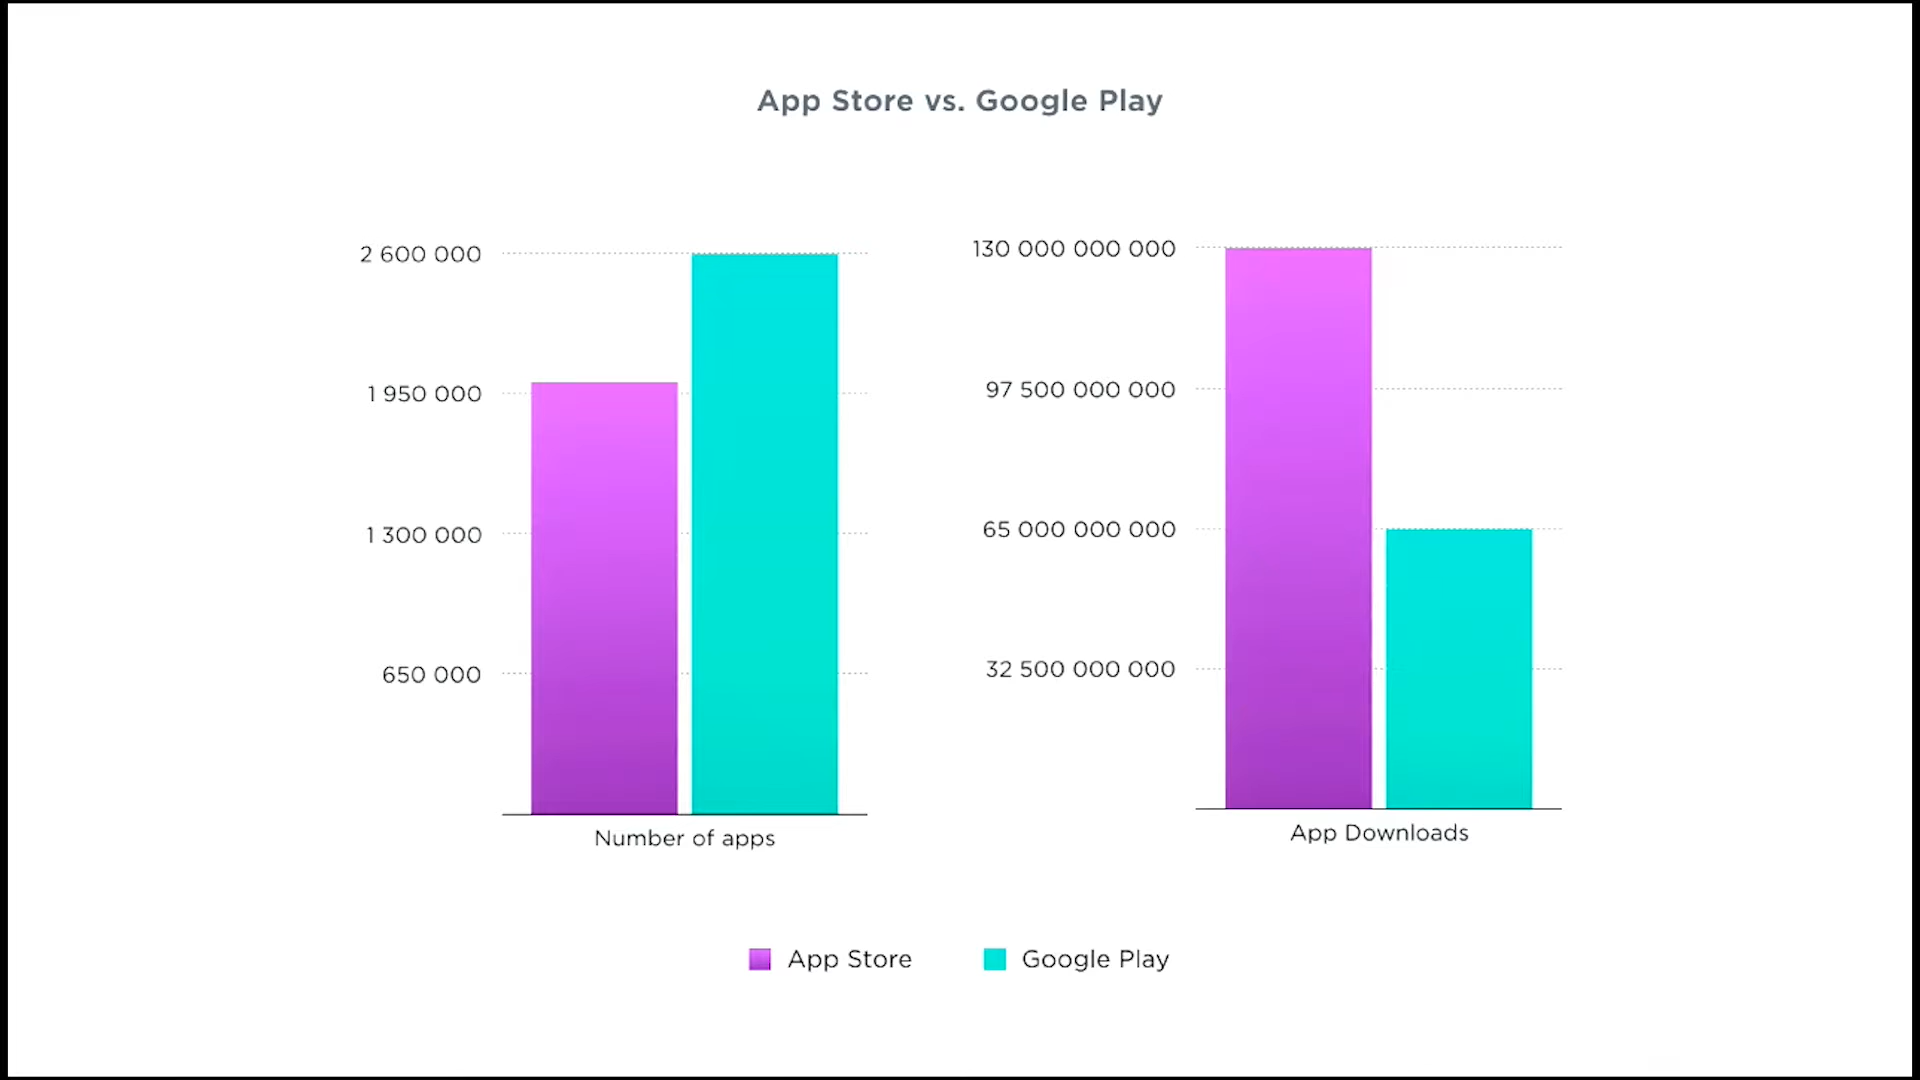 App Store vs. Google Play
2 600 000
1 950 000
1 300 000
650 000
Number of apps
130 000 000 000
97 500 000 000
65 000 000 000
32 500 000 000
App Downloads
App Store
Google Play